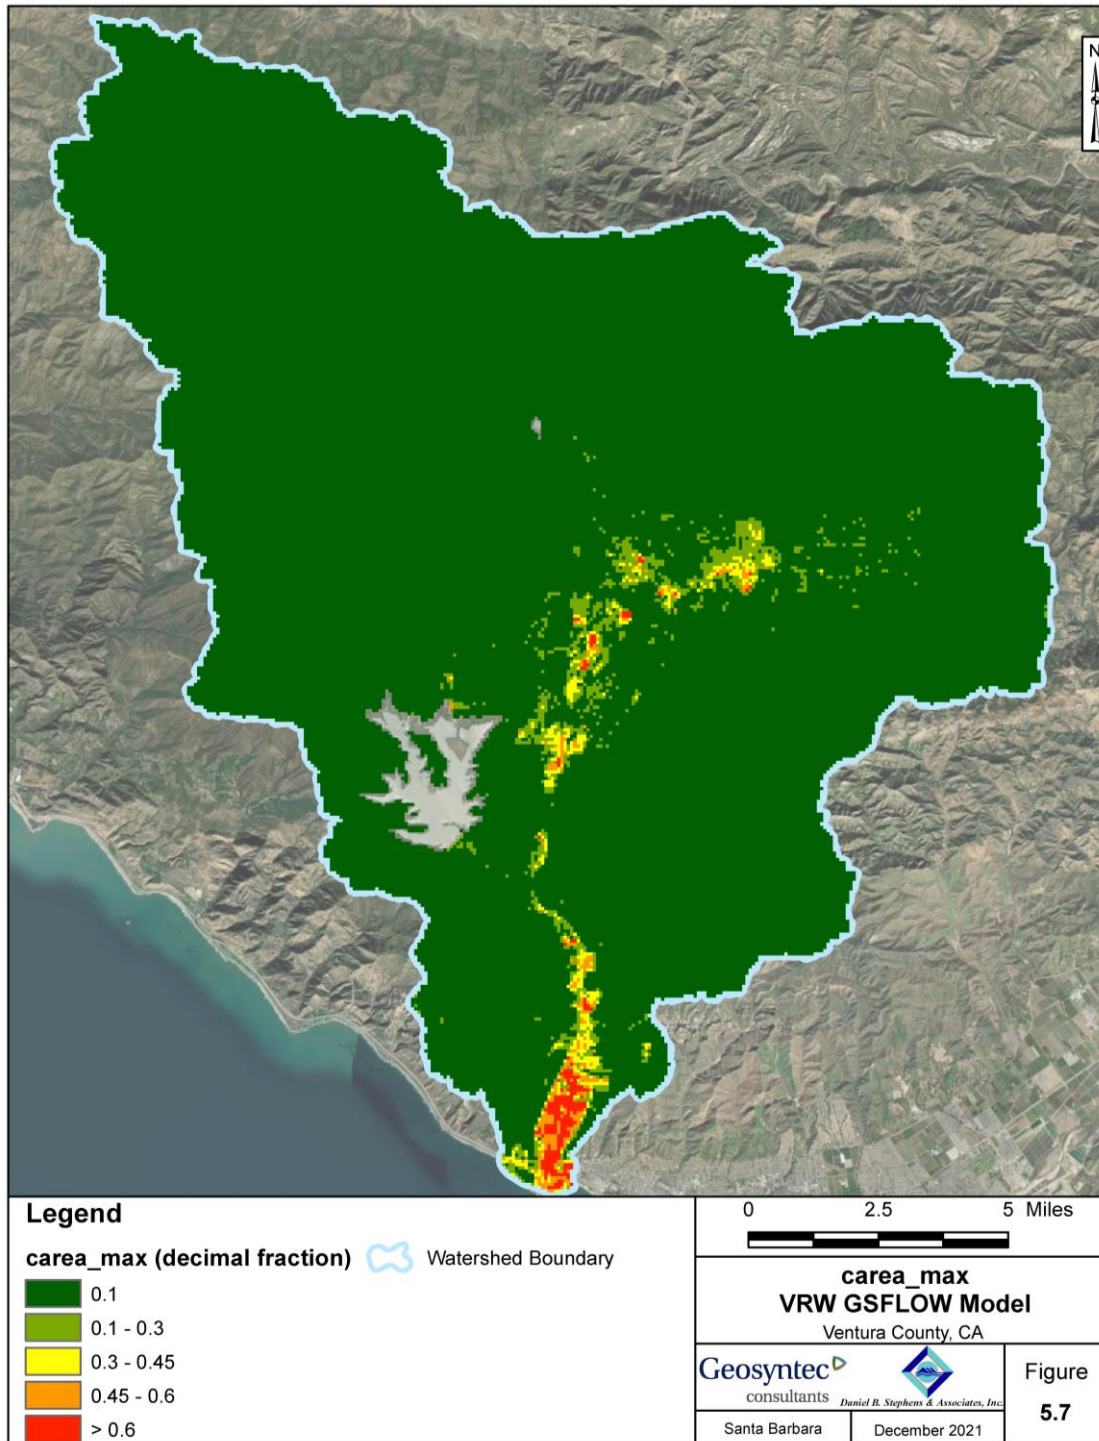 N
Legend
carea_max (decimal fraction)
Watershed Boundary
0.1
0.1 - 0.3
0.3 - 0.45
0.45 - 0.6
> 0.6
0 2.5 5 Miles
carea_max
VRW GSFLOW Model
Ventura County, CA
Geosyntec
consultants
Daniel B. Stephens & Associates, Inc.
Santa Barbara
December 2021
Figure
5.7